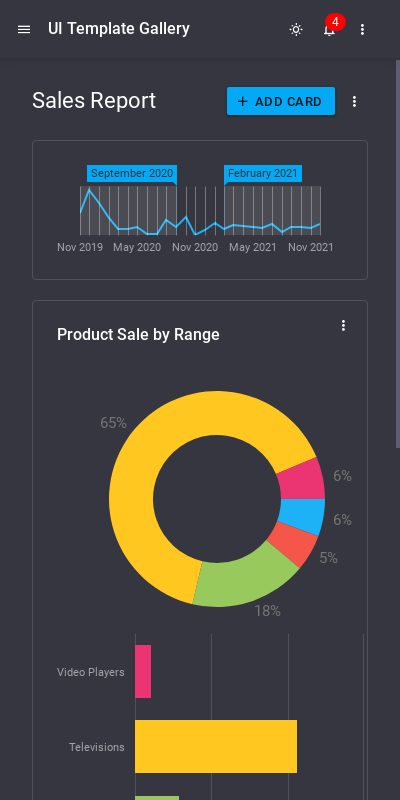 UI Template Gallery
4
Sales Report
ADD CARD
September 2020
February 2021
Nov 2019 May 2020 Nov 2020 May 2021 Nov 2021
Product Sale by Range
65%
6%
6%
5%
18%
Video Players
Televisions